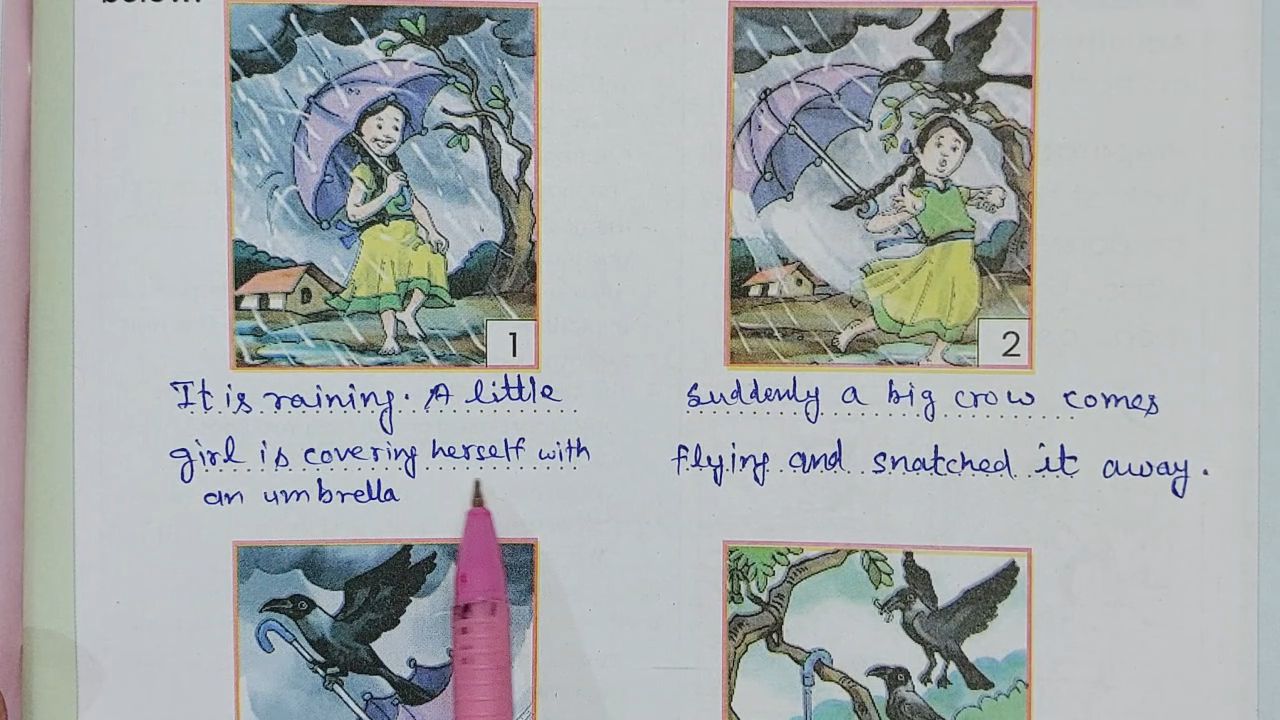 below.
1
2
It is raining. A little
girl is covering herself with
an umbrella
Suddenly a big crow comes
flying and snatched it away.